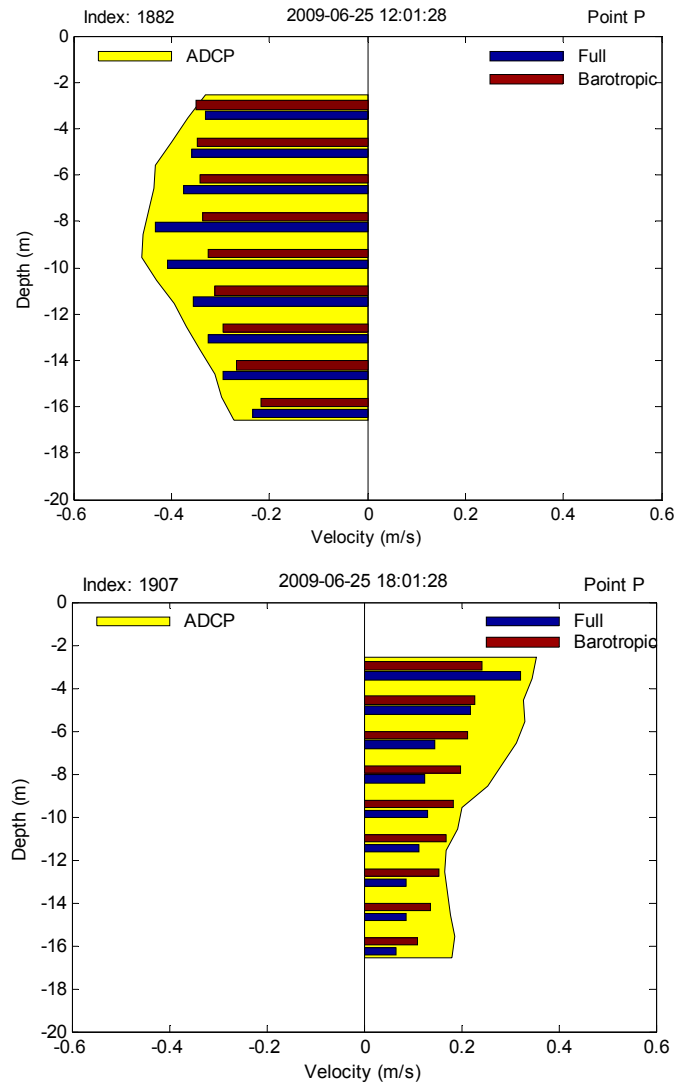 Index: 1882 2009-06-25 12:01:28 Point P
0
ADCP Full
-2 Barotropic
-4
-6
-8
-10
-12
-14
-16
-18
-20
-0.6 -0.4 -0.2 0 0.2 0.4 0.6
Depth (m)
Velocity (m/s)
Index: 1907 2009-06-25 18:01:28 Point P
0
ADCP Full
-2 Barotropic
-4
-6
-8
-10
-12
-14
-16
-18
-20
-0.6 -0.4 -0.2 0 0.2 0.4 0.6
Depth (m)
Velocity (m/s)